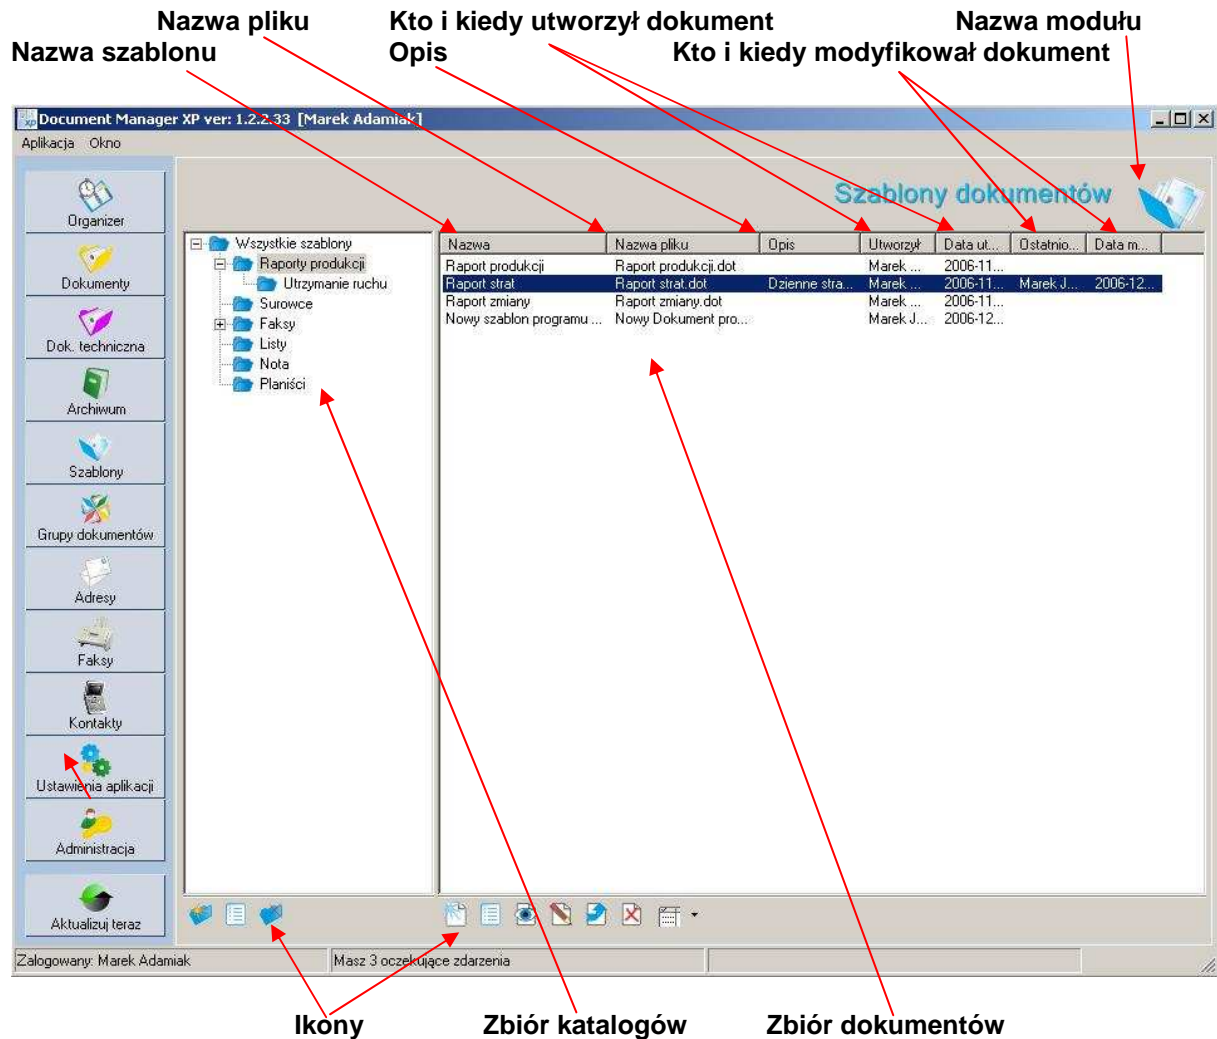 Nazwa pliku Kto i kiedy utworzył dokument Nazwa modułu
Nazwa szablonu Opis Kto i kiedy modyfikował dokument
Document Manager XP ver: 1.2.2.33 [Marek Adamiak]
Aplikacja Okno
Szablony dokumentów
Organizer
Dokumenty
Dok. techniczna
Archiwum
Szablony
Grupy dokumentów
Adresy
Faksy
Kontakty
Ustawienia aplikacji
Administracja
Aktualizuj teraz
Wszystkie szablony
Raporty produkcji
Utrzymanie ruchu
Surowce
Faksy
Listy
Nota
Planiści
Nazwa Nazwa pliku Opis Utworzył Data ut... Ostatnio... Data m...
Raport produkcji Raport produkcji.dot Marek ... 2006-11...
Raport strat Raport strat.dot Dzienne stra... Marek ... 2006-11... Marek J... 2006-12...
Raport zmiany Raport zmiany.dot Marek ... 2006-11...
Nowy szablon programu ... Nowy Dokument pro... Marek J... 2006-12...
Zalogowany: Marek Adamiak Masz 3 oczekujące zdarzenia
Ikony Zbiór katalogów Zbiór dokumentów